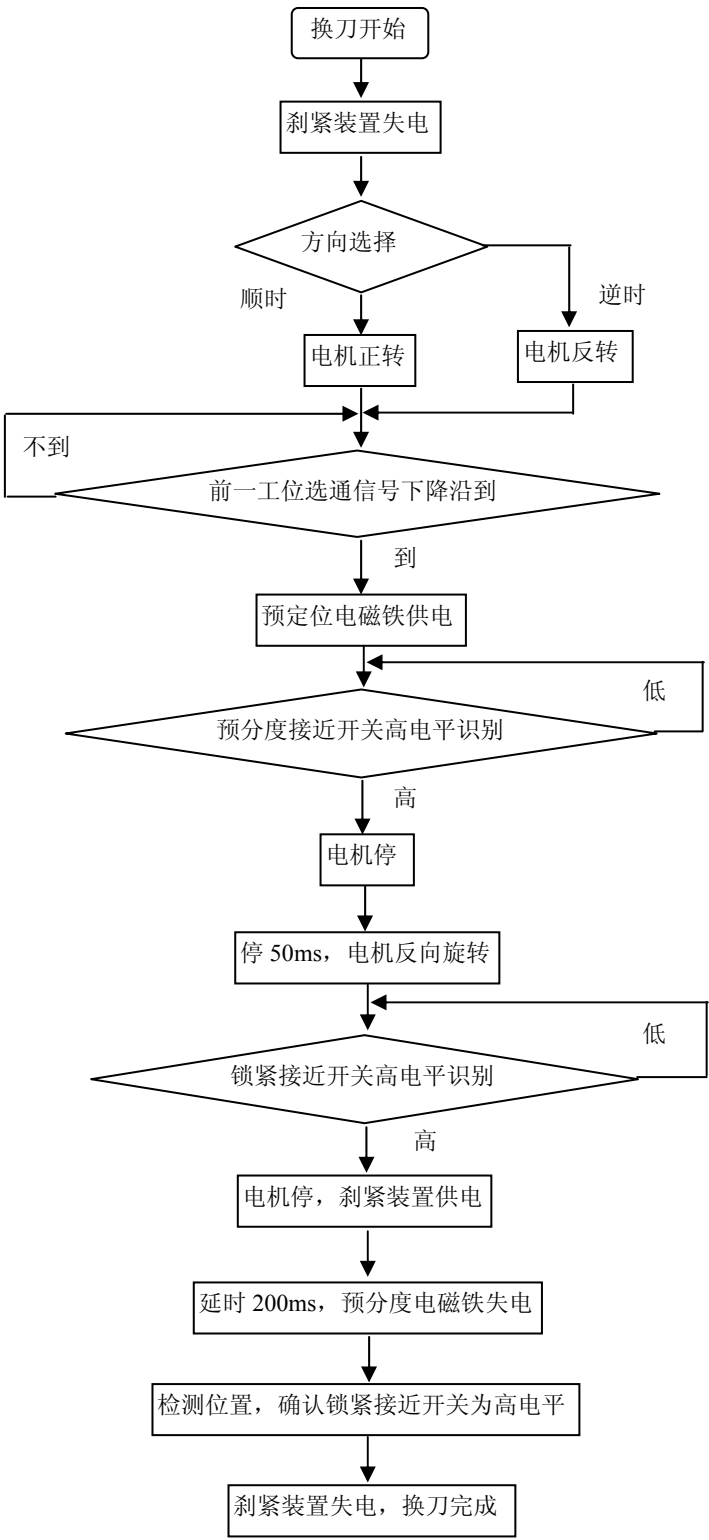 换刀开始
刹紧装置失电
方向选择
顺时
逆时
电机正转
电机反转
不到
前一工位选通信号下降沿到
到
预定位电磁铁供电
低
预分度接近开关高电平识别
高
电机停
停 50ms，电机反向旋转
低
锁紧接近开关高电平识别
高
电机停，刹紧装置供电
延时 200ms，预分度电磁铁失电
检测位置，确认锁紧接近开关为高电平
刹紧装置失电，换刀完成